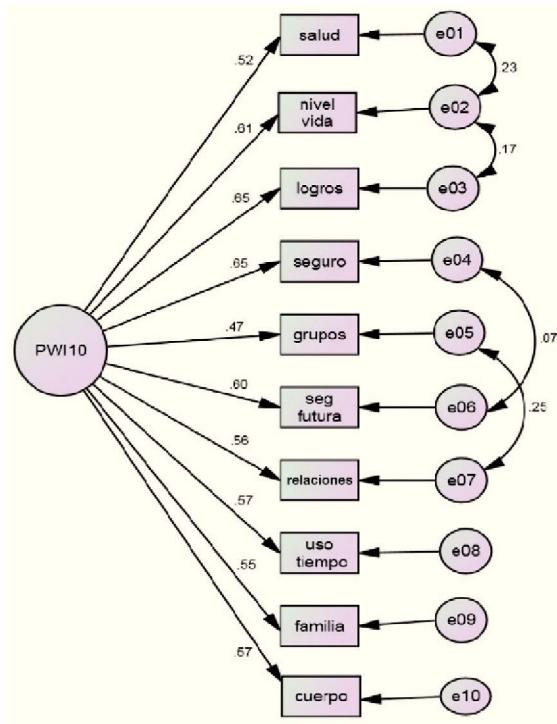 salud
e01
.52
.23
nivel
vida
e02
.61
.17
logros
e03
.65
seguro
e04
.65
PWI10
grupos
e05
.47
.07
seg
futura
e06
.60
.25
relaciones
e07
.56
uso
tiempo
e08
.57
familia
e09
.55
cuerpo
e10
.57